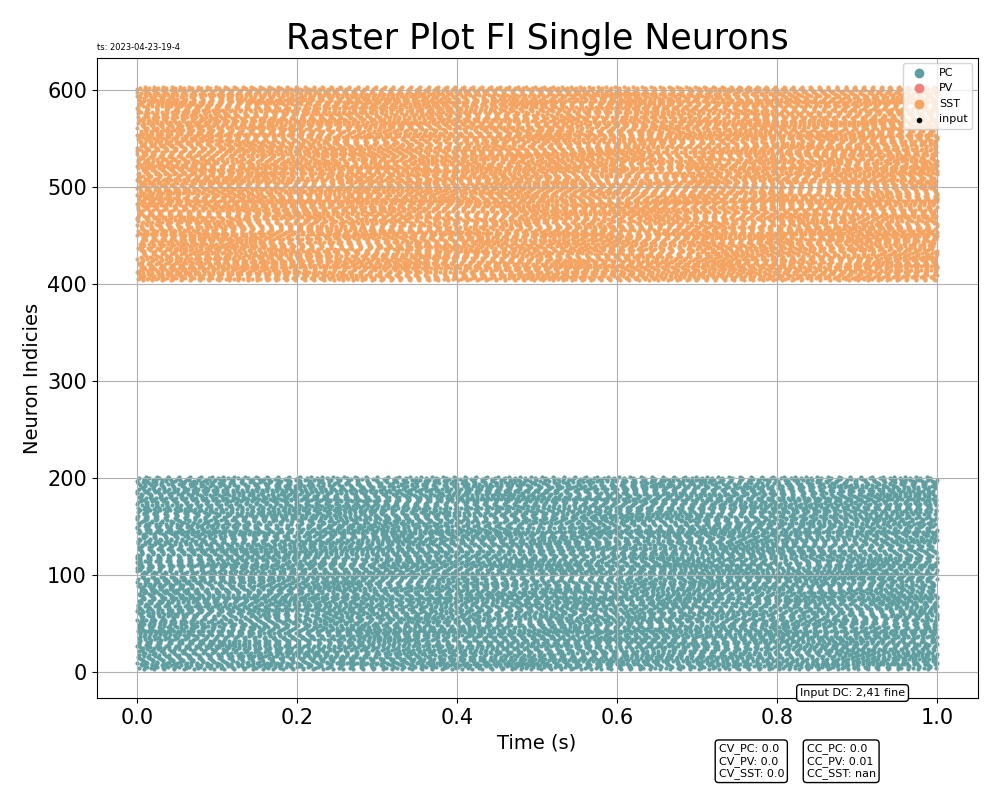 Raster Plot FI Single Neurons
ts: 2023-04-23-19-4
PC
PV
SST
input
600
500
400
300
200
100
0
Neuron Indicies
Input DC: 2,41 fine
0.0 0.2 0.4 0.6 0.8 1.0
Time (s)
CV_PC: 0.0
CV_PV: 0.0
CV_SST: 0.0
CC_PC: 0.0
CC_PV: 0.01
CC_SST: nan